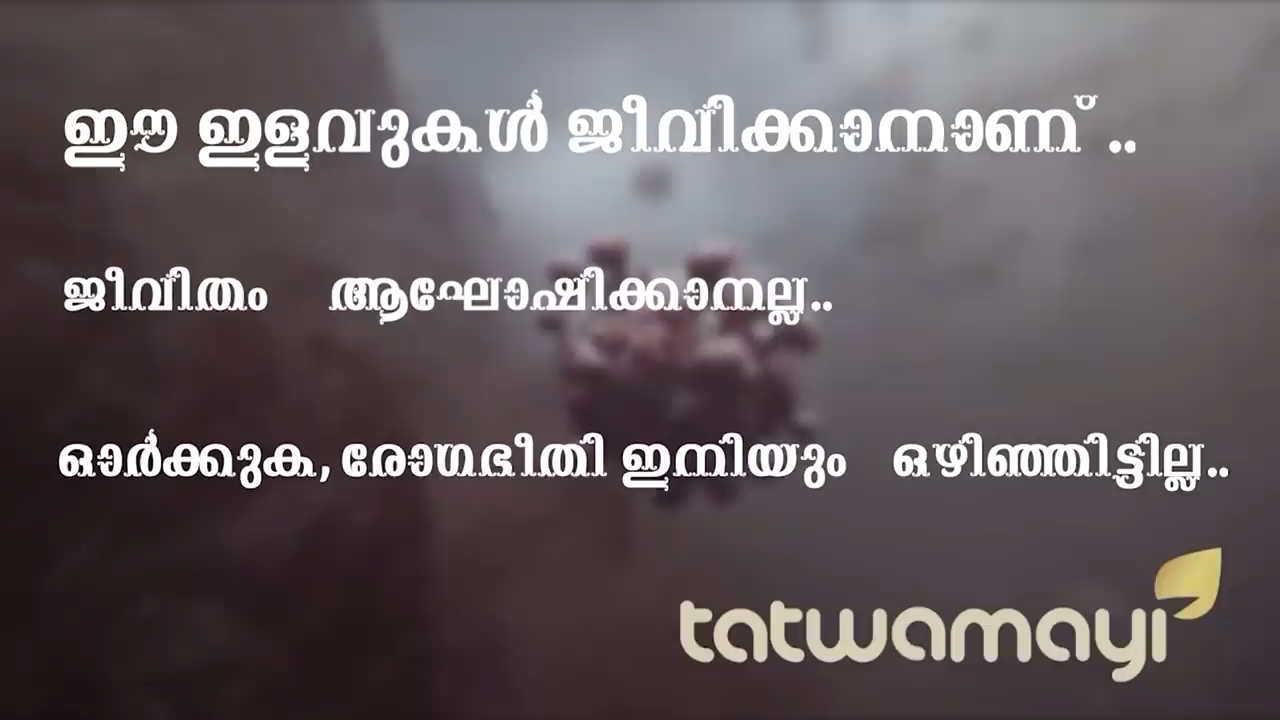 ഈ ഇളവുകൾ ജീവിക്കാനാണ് ..
ജീവിതം ആഘോഷിക്കാനല്ല..
ഓർക്കുക, രോഗഭീതി ഇനിയും ഒഴിഞ്ഞിട്ടില്ല..
tatwamayi